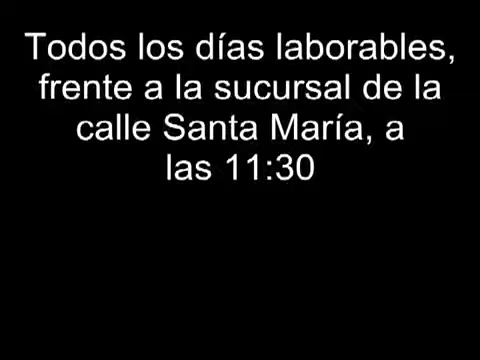 Todos los días laborables,
frente a la sucursal de la
calle Santa María, a
las 11:30